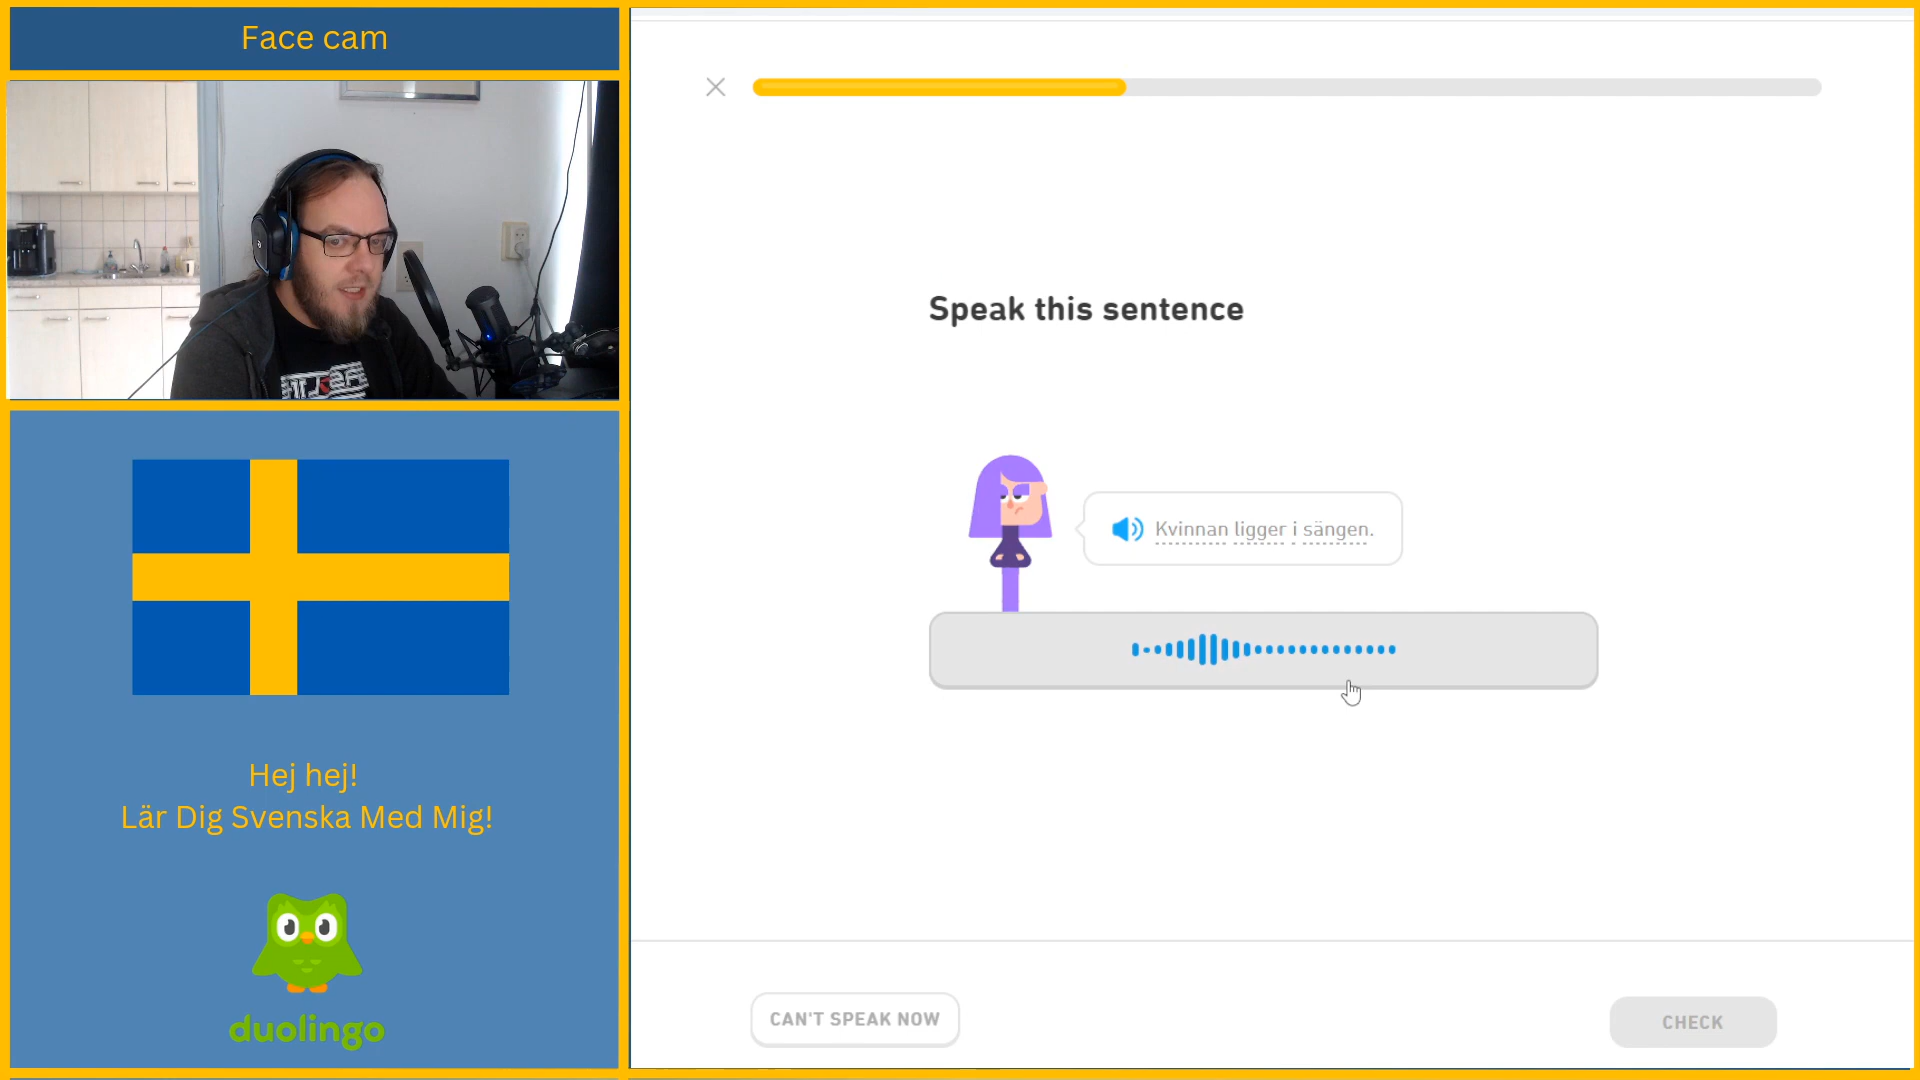 Face cam
Speak this sentence
Kvinnan ligger i sängen.
Hej hej!
Lär Dig Svenska Med Mig!
duolingo
CAN'T SPEAK NOW
CHECK